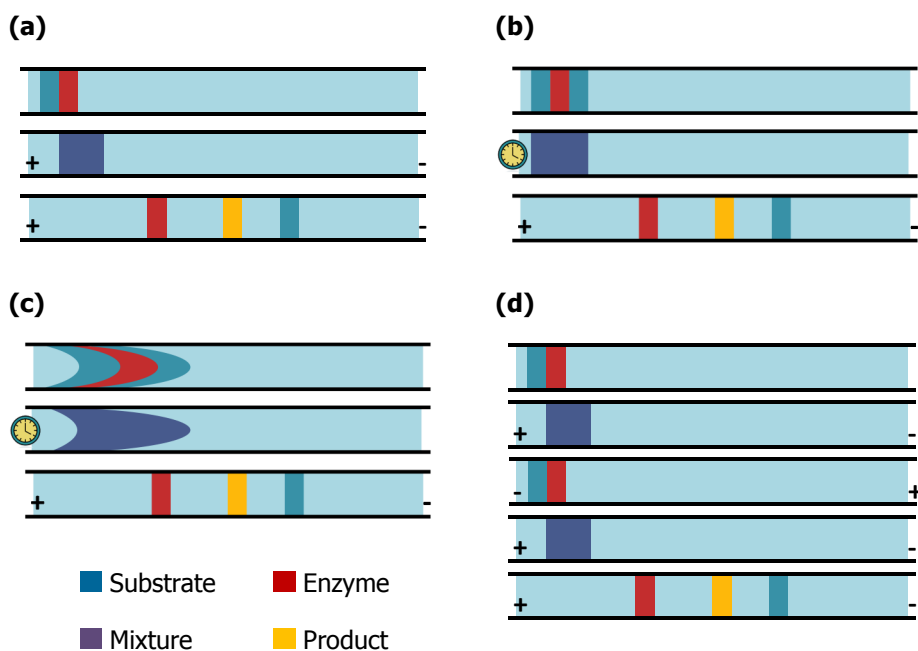 (a)
(b)
+ -
+ -
+ -
(c)
(d)
+ -
- +
+ -
+ -
+ -
Substrate Enzyme
Mixture Product